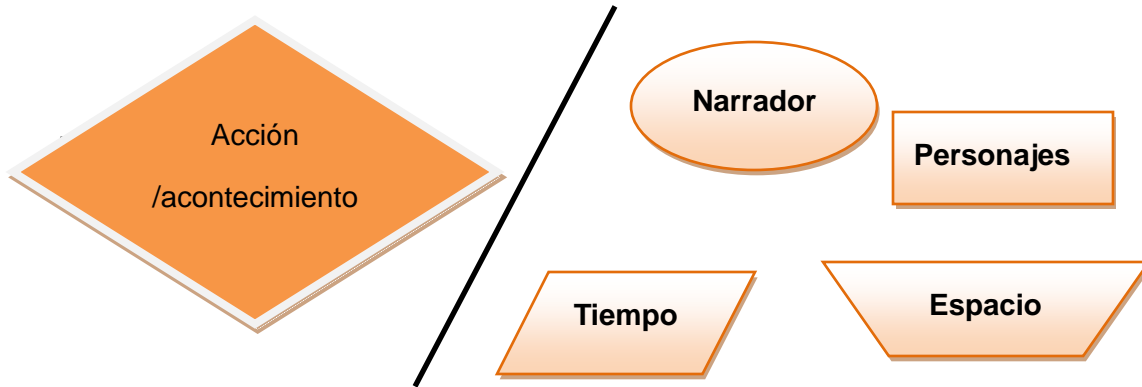 Acción
/acontecimiento
Narrador
Personajes
Tiempo
Espacio